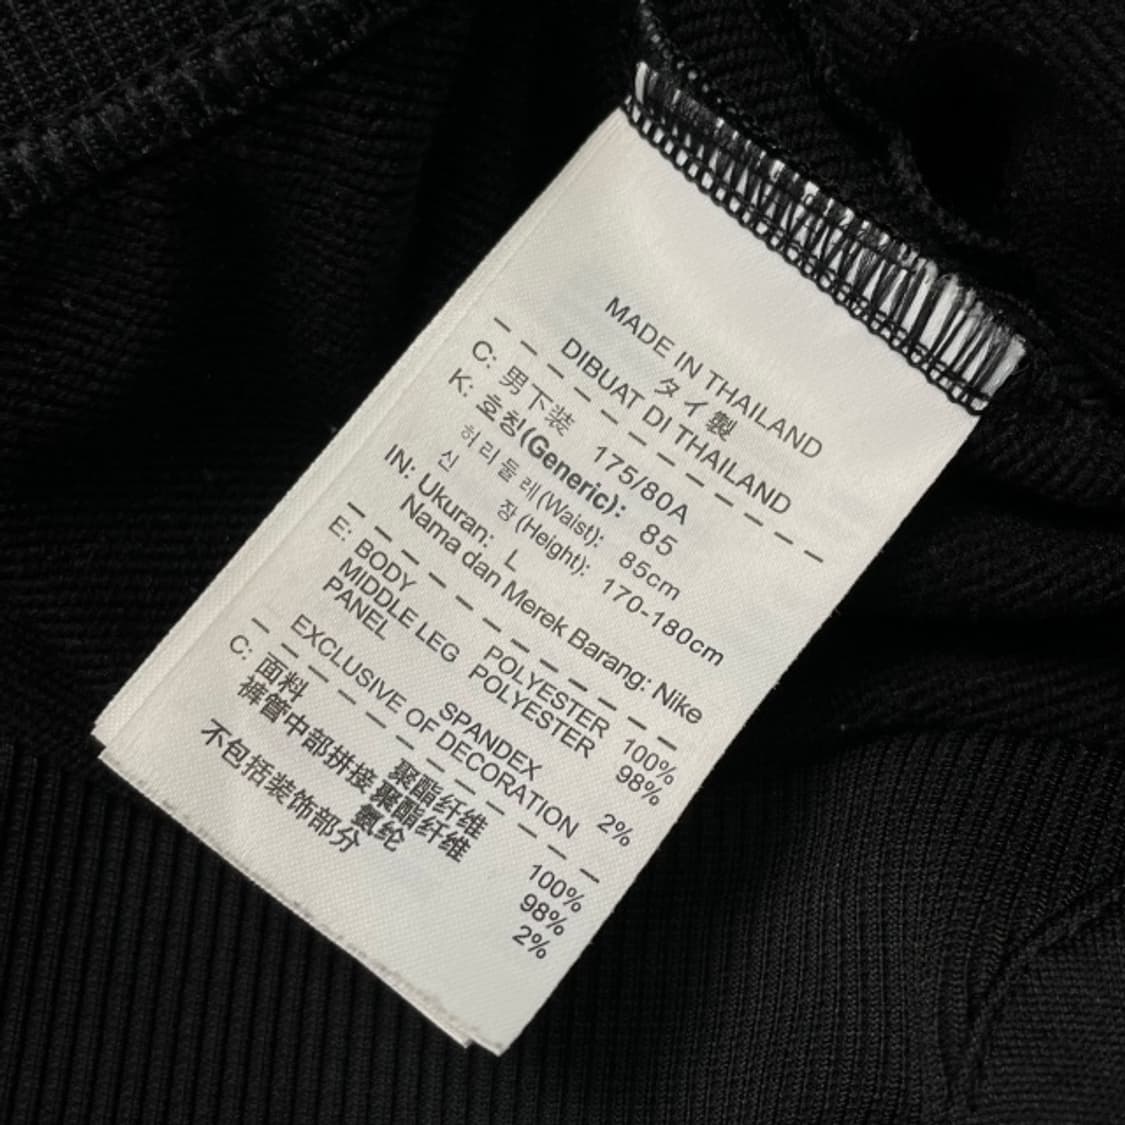 MADE IN THAILAND
タイ製
DIBUAT DI THAILAND
C: 男下装 175/80A
K: 호칭(Generic): 85
허리둘레(Waist): 85cm
신 장(Height): 170-180cm
IN: Ukuran: L
Nama dan Merek Barang: Nike
E: BODY POLYESTER 100%
MIDDLE LEG POLYESTER 98%
PANEL
SPANDEX 2%
EXCLUSIVE OF DECORATION
C: 面料 聚酯纤维 100%
裤管中部拼接 聚酯纤维 98%
氨纶 2%
不包括装饰部分